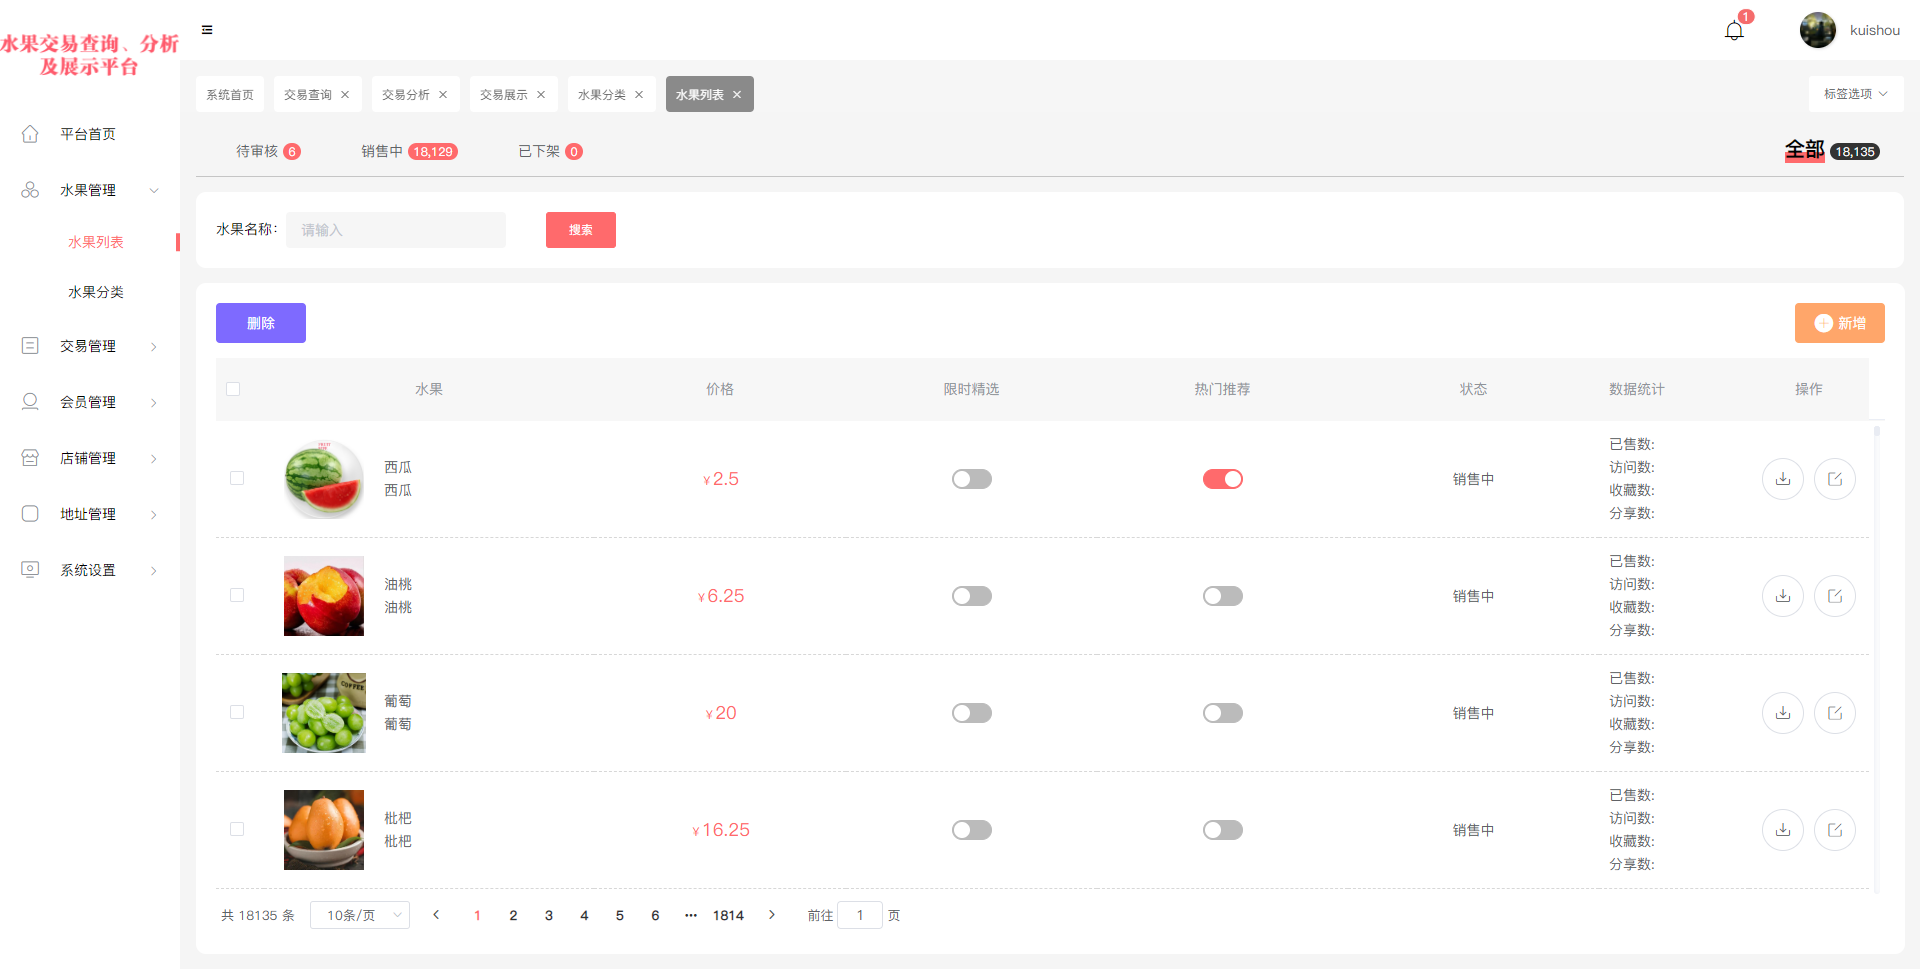 水果交易查询、分析
及展示平台
1
kuishou
平台首页
水果管理
水果列表
水果分类
交易管理
会员管理
店铺管理
地址管理
系统设置
系统首页
交易查询
交易分析
交易展示
水果分类
水果列表
标签选项
待审核 6
销售中 18,129
已下架 0
全部 18,135
水果名称：
请输入
搜索
删除
新增
水果 价格 限时精选 热门推荐 状态 数据统计 操作
西瓜
西瓜
¥2.5
销售中
已售数:
访问数:
收藏数:
分享数:
油桃
油桃
¥6.25
销售中
已售数:
访问数:
收藏数:
分享数:
COFFEE
葡萄
葡萄
¥20
销售中
已售数:
访问数:
收藏数:
分享数:
枇杷
枇杷
¥16.25
销售中
已售数:
访问数:
收藏数:
分享数:
共 18135 条 10条/页 1 2 3 4 5 6 ··· 1814 前往 1 页